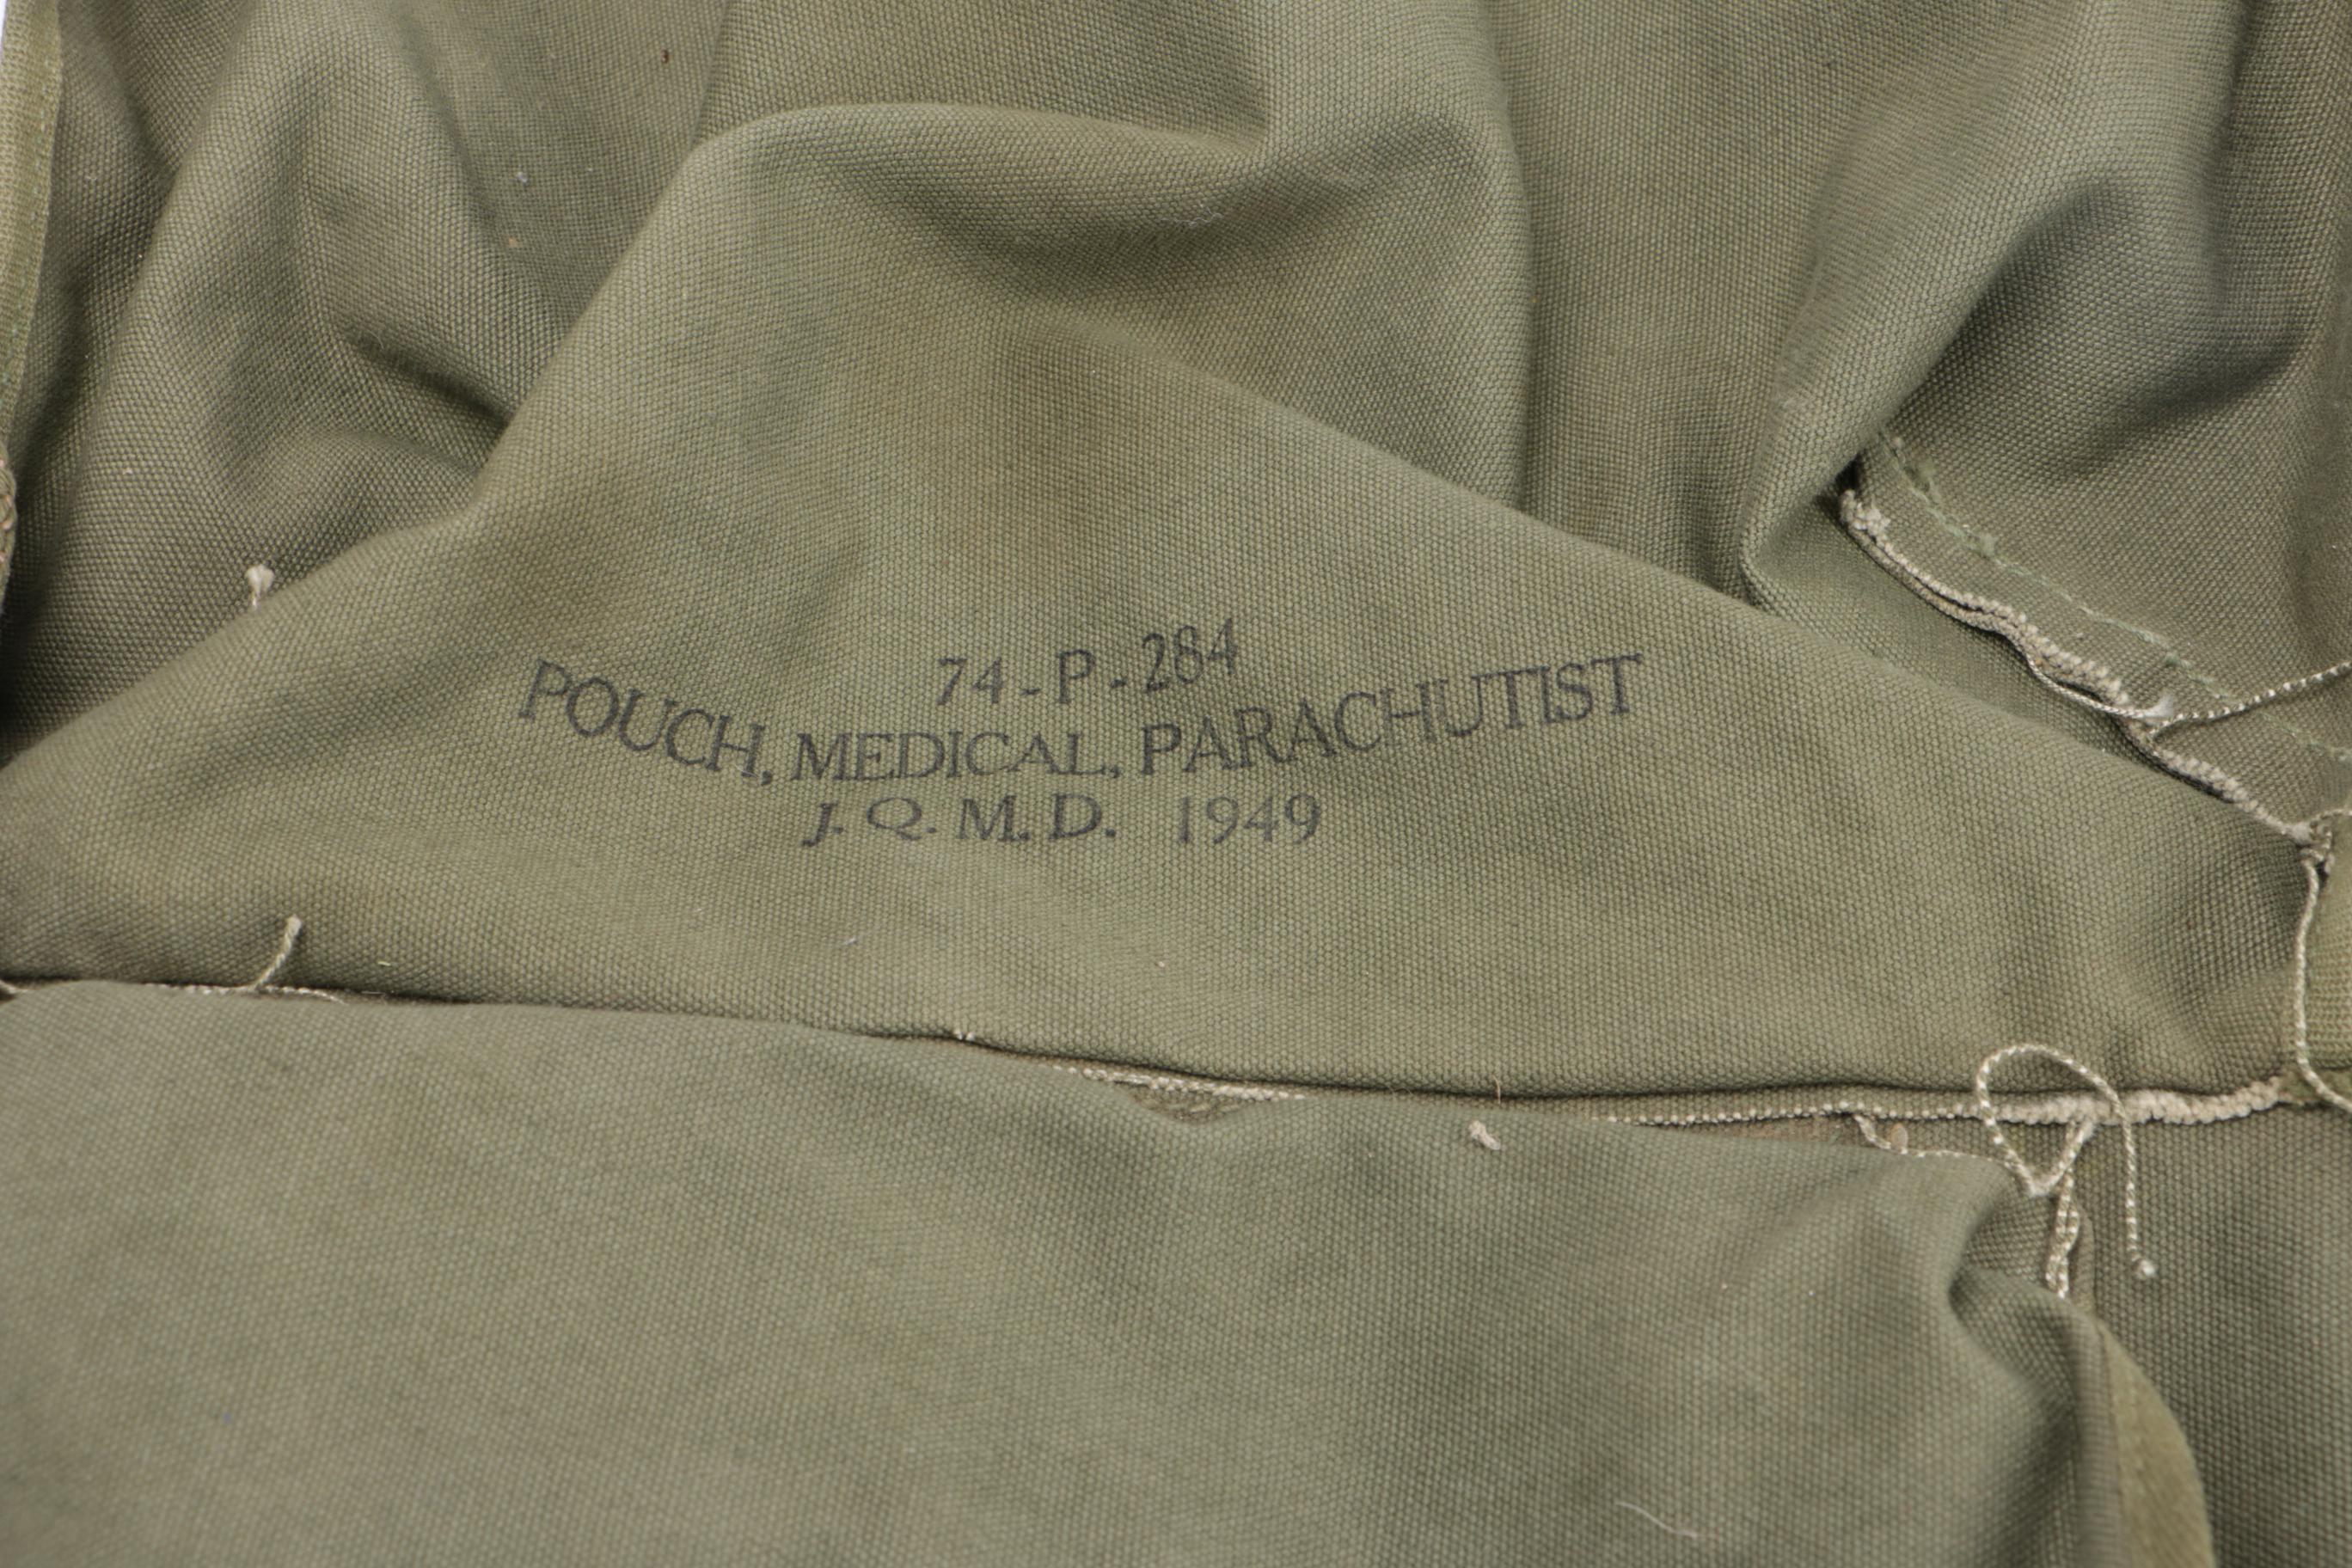 74-P-284
POUCH, MEDICAL, PARACHUTIST
J. Q. M. D. 1949